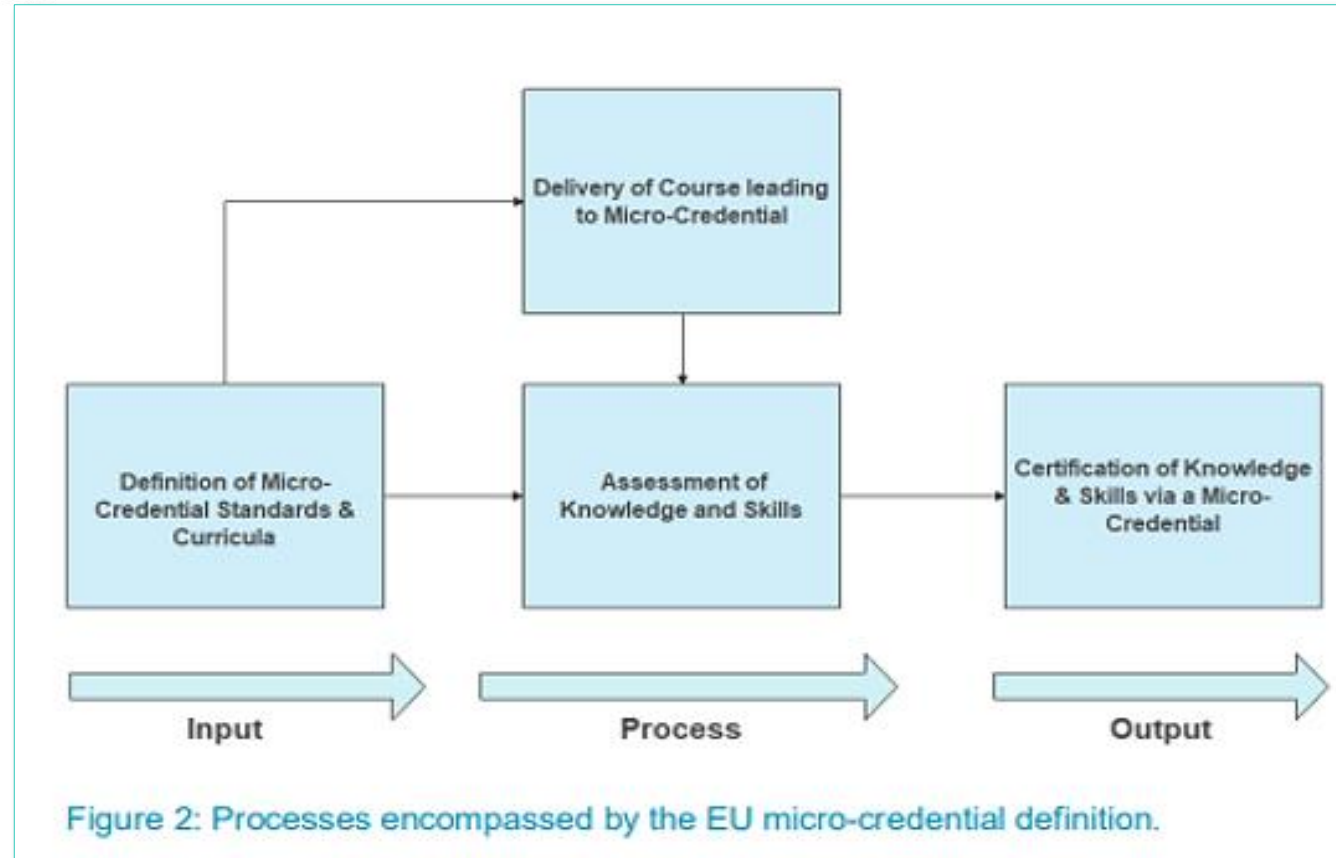 Delivery of Course leading
to Micro-Credential
Definition of Micro-
Credential Standards &
Curricula
Assessment of
Knowledge and Skills
Certification of Knowledge
& Skills via a Micro-
Credential
Input
Process
Output
Figure 2: Processes encompassed by the EU micro-credential definition.